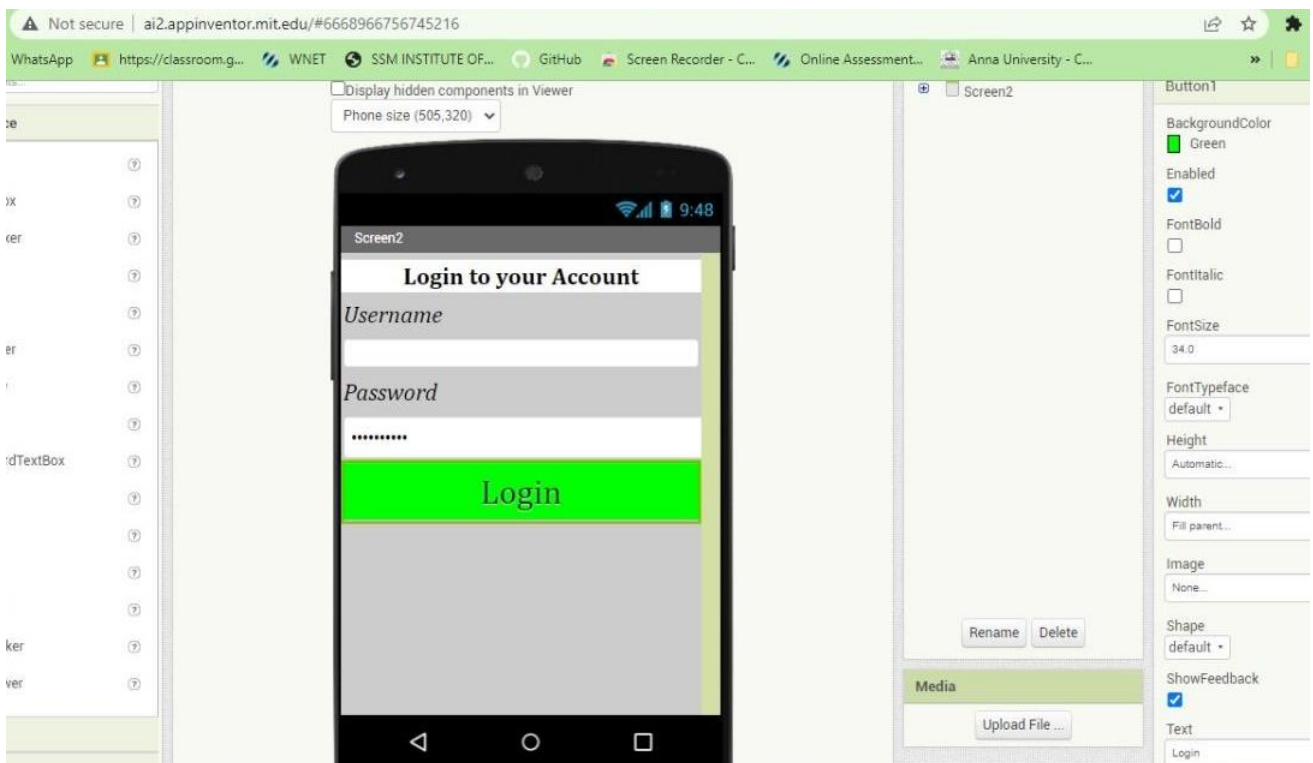 Not secure | ai2.appinventor.mit.edu/#6668966756745216
WhatsApp https://classroom.g... WNET SSM INSTITUTE OF... GitHub Screen Recorder - C... Online Assessment... Anna University - C... »
Display hidden components in Viewer
Phone size (505,320)
9:48
Screen2
Login to your Account
Username
Password
••••••••••
Login
rdTextBox
Screen2
Rename Delete
Media
Upload File ...
Button1
BackgroundColor
Green
Enabled
FontBold
FontItalic
FontSize
34.0
FontTypeface
default
Height
Automatic...
Width
Fill parent...
Image
None...
Shape
default
ShowFeedback
Text
Login